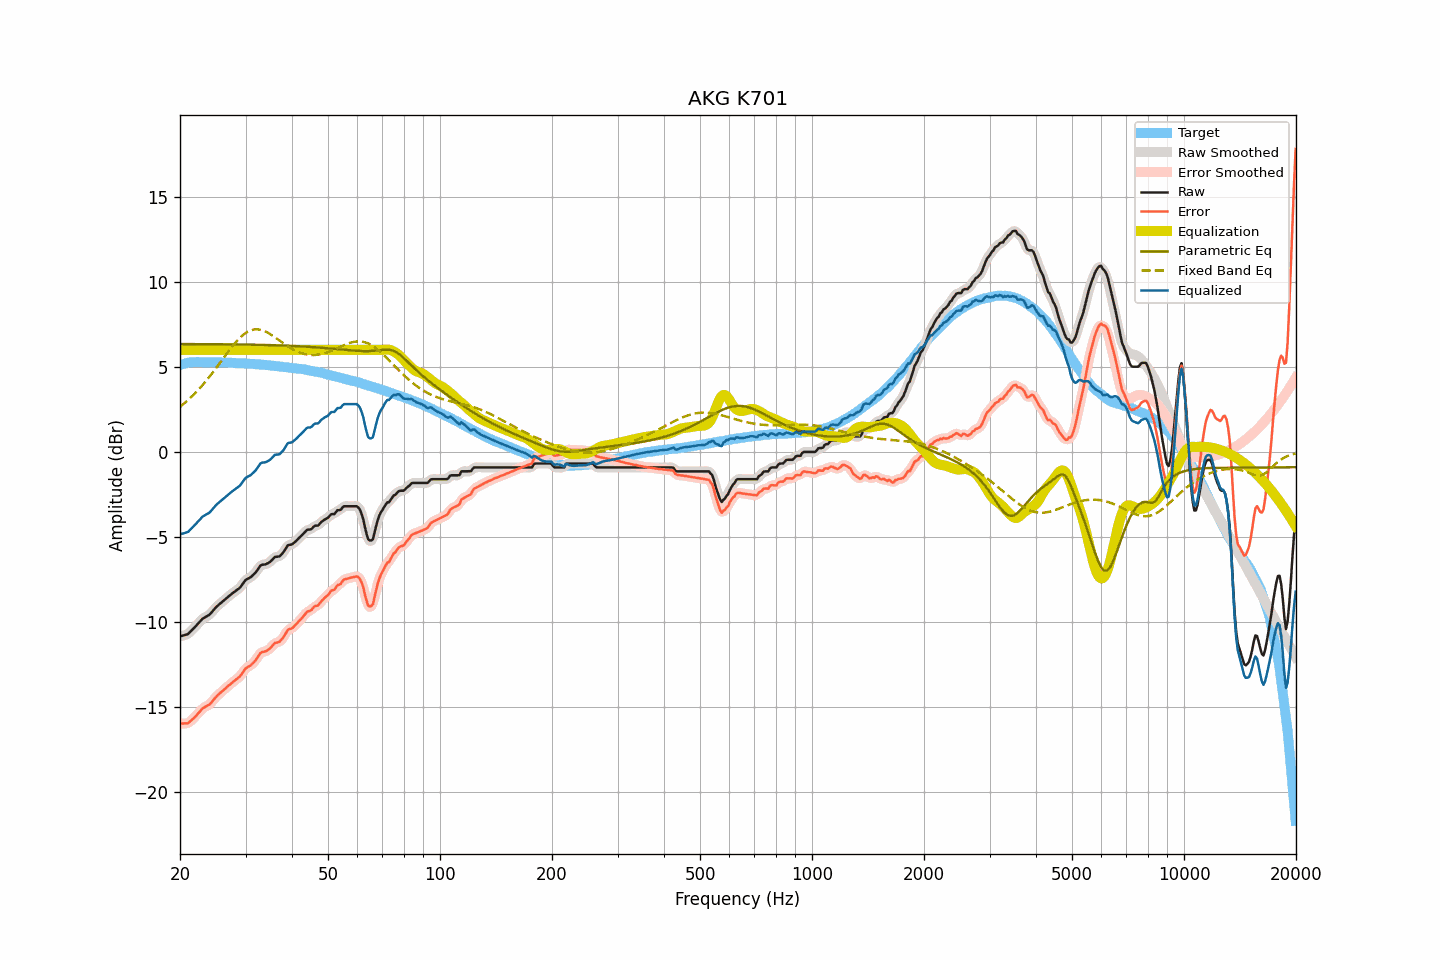 AKG K701
Target
Raw Smoothed
Error Smoothed
Raw
Error
Equalization
Parametric Eq
Fixed Band Eq
Equalized
Amplitude (dBr)
15
10
5
0
−5
−10
−15
−20
20 50 100 200 500 1000 2000 5000 10000 20000
Frequency (Hz)